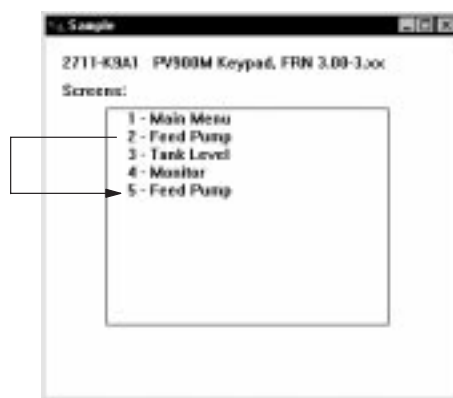 Sample
2711-K9A1 PV900M Keypad, FRN 3.00-3.xx
Screens:
1 - Main Menu
2 - Feed Pump
3 - Tank Level
4 - Monitor
5 - Feed Pump